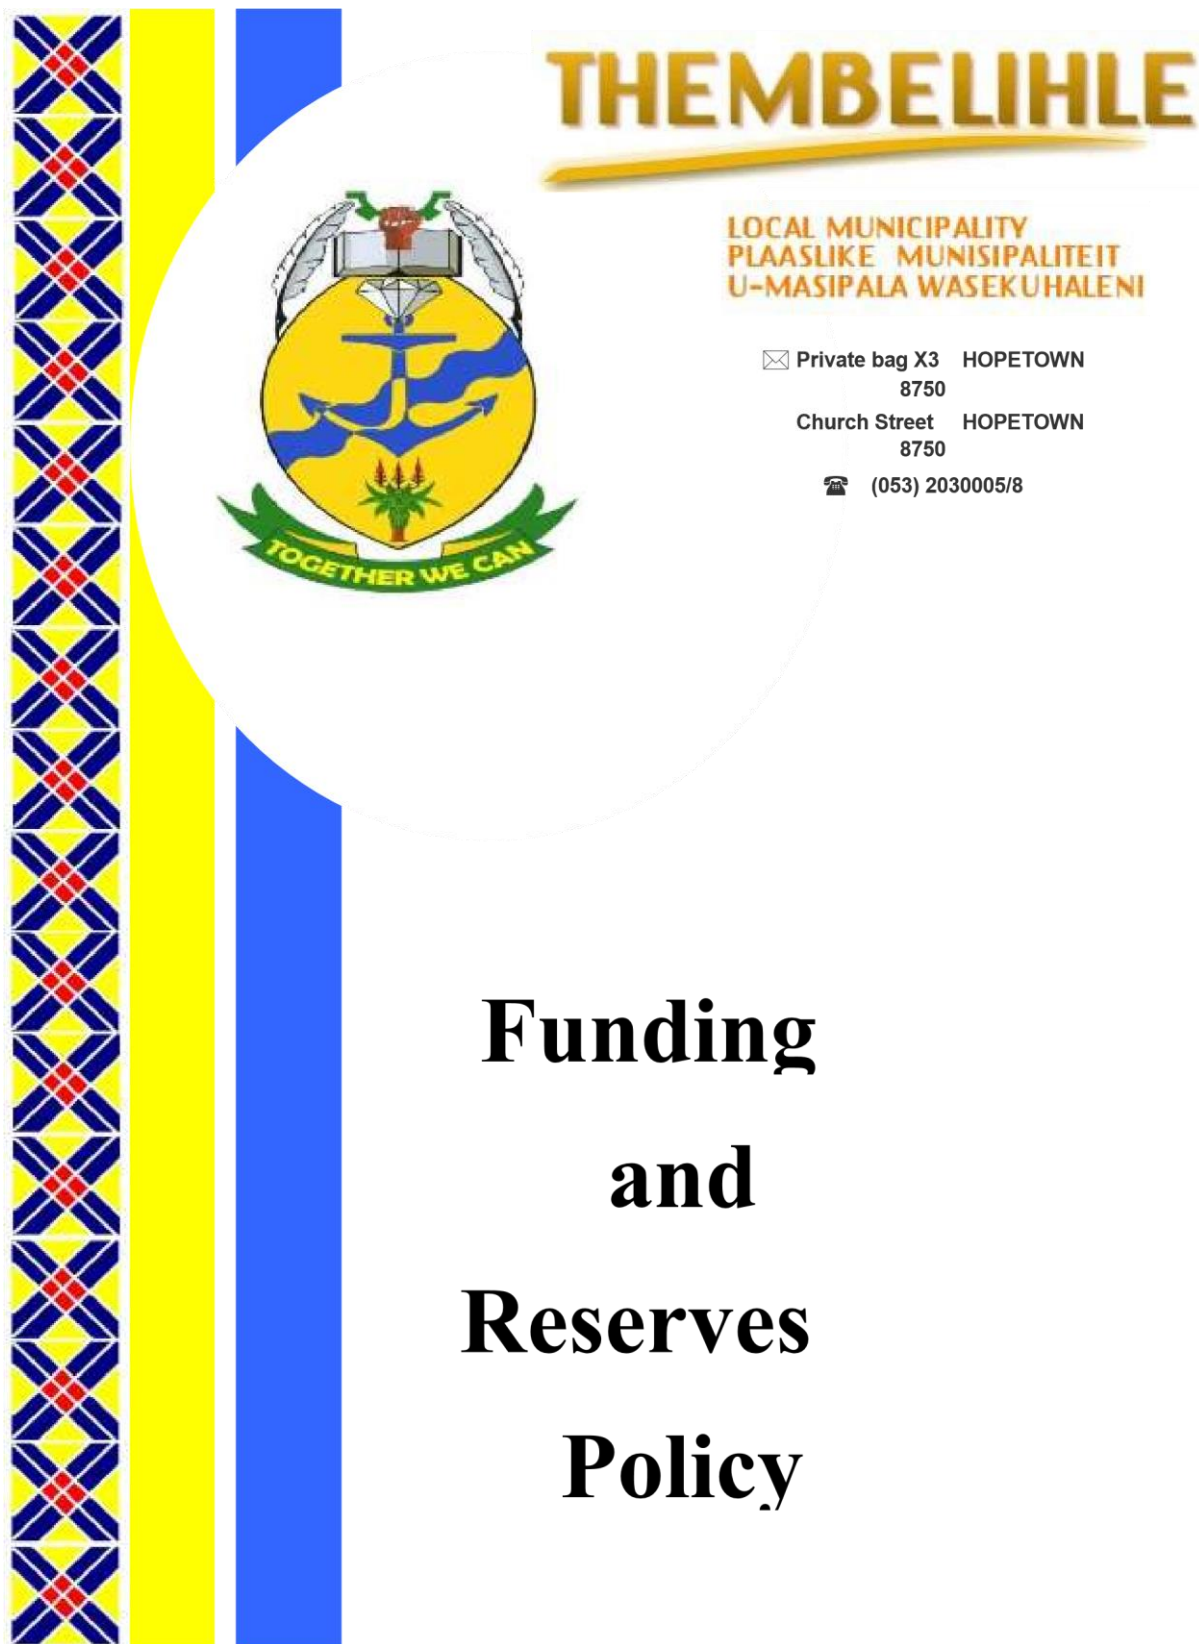 THEMBELIHLE
LOCAL MUNICIPALITY
PLAASLIKE MUNISIPALITEIT
U-MASIPALA WASEKUHALENI
Private bag X3 HOPETOWN
8750
Church Street HOPETOWN
8750
(053) 2030005/8
TOGETHER WE CAN
Funding
and
Reserves
Policy